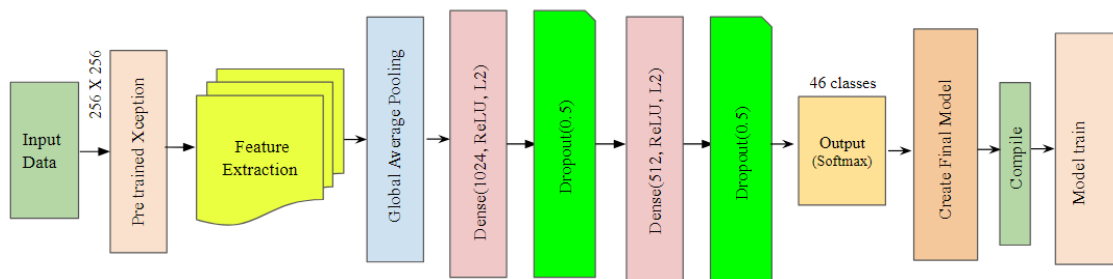 Input
Data
256 X 256
Pre trained Xception
Feature
Extraction
Global Average Pooling
Dense(1024, ReLU, L2)
Dropout(0.5)
Dense(512, ReLU, L2)
Dropout(0.5)
46 classes
Output
(Softmax)
Create Final Model
Compile
Model train